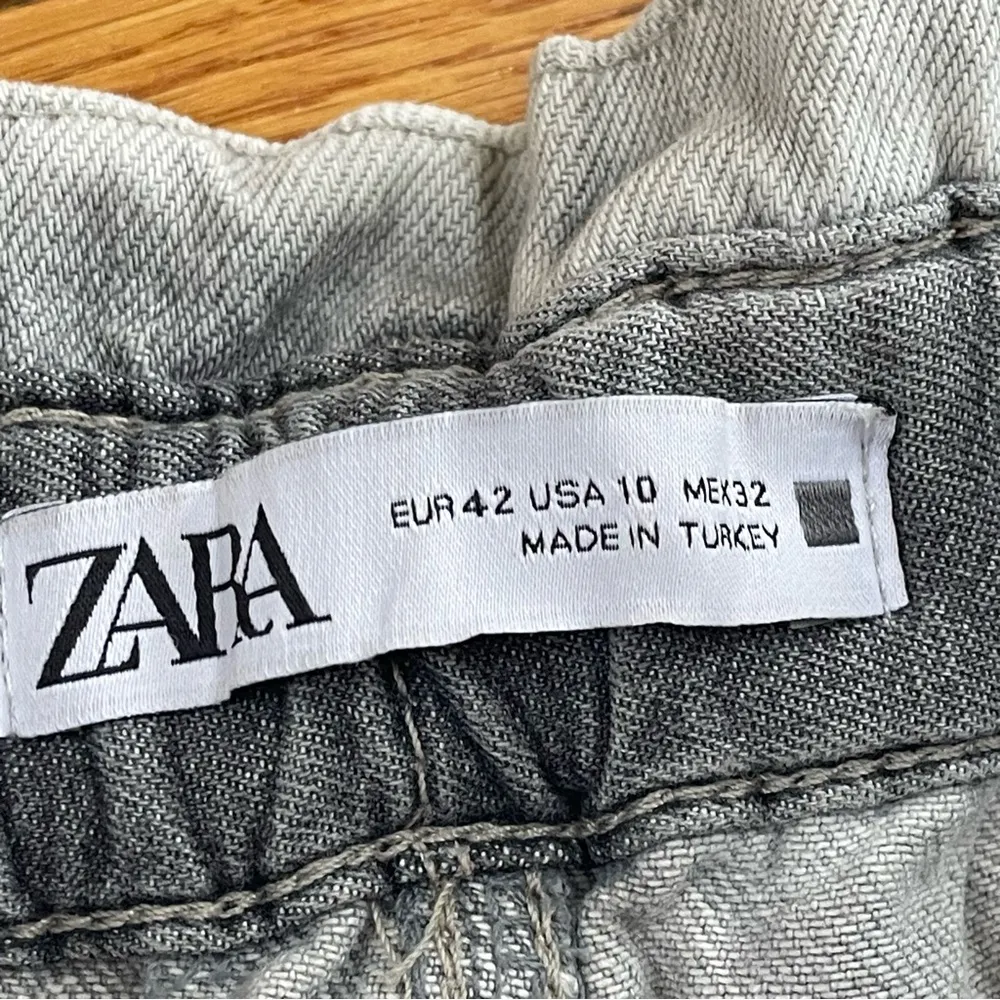 ZARA
EUR 42 USA 10 MEX 32
MADE IN TURKEY